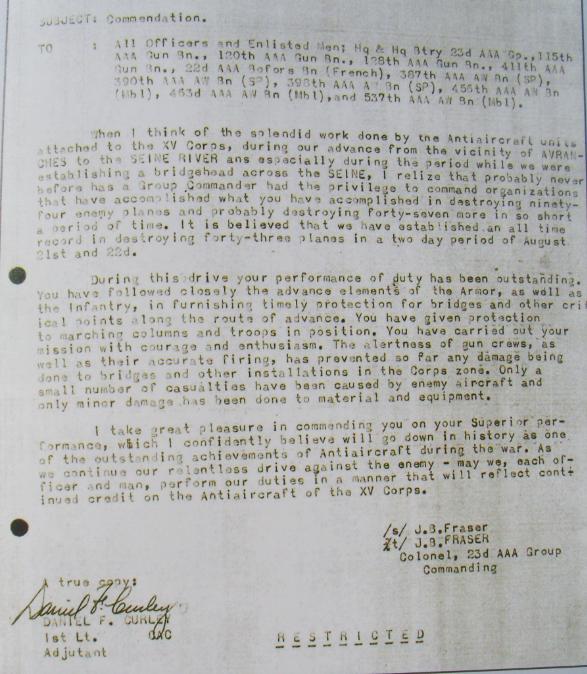 SUBJECT: Commendation.
TO : All Officers and Enlisted Men; Hq & Hq Btry 23d AAA Gp., 115th
AAA Gun Bn., 120th AAA Gun Bn., 128th AAA Gun Bn., 411th AAA
Gun Bn., 22d AAA Bofors Bn (French), 387th AAA AW Bn (SP),
390th AAA AW Bn (SP), 398th AAA AW Bn (SP), 455th AAA AW Bn
(Mbl), 463d AAA AW Bn (Mbl),and 537th AAA AW Bn (Mbl).
When I think of the splendid work done by the Antiaircraft units
attached to the XV Corps, during our advance from the vicinity of AVRAN-
CHES to the SEINE RIVER ans especially during the period while we were
establishing a bridgehead across the SEINE, I relize that probably never
before has a Group Commander had the privilege to command organizations
that have accomplished what you have accomplished in destroying ninety-
four enemy planes and probably destroying forty-seven more in so short
a period of time. It is believed that we have established an all time
record in destroying forty-three planes in a two day period of August
21st and 22d.
During this drive your performance of duty has been outstanding.
You have followed closely the advance elements of the Armor, as well as
the Infantry, in furnishing timely protection for bridges and other crit
ical points along the route of advance. You have given protection
to marching columns and troops in position. You have carried out your
mission with courage and enthusiasm. The alertness of gun crews, as
well as their accurate firing, has prevented so far any damage being
done to bridges and other installations in the Corps zone. Only a
small number of casualties have been caused by enemy aircraft and
only minor damage has been done to material and equipment.
I take great pleasure in commending you on your Superior per-
formance, which I confidently believe will go down in history as one
of the outstanding achievements of Antiaircraft during the war. As
we continue our relentless drive against the enemy - may we, each of-
ficer and man, perform our duties in a manner that will reflect cont-
inued credit on the Antiaircraft of the XV Corps.
/s/ J.B.Fraser
/t/ J.B.FRASER
Colonel, 23d AAA Group
Commanding
A true copy:
Daniel F. Curley
DANIEL F. CURLEY
1st Lt. CAC
Adjutant
RESTRICTED